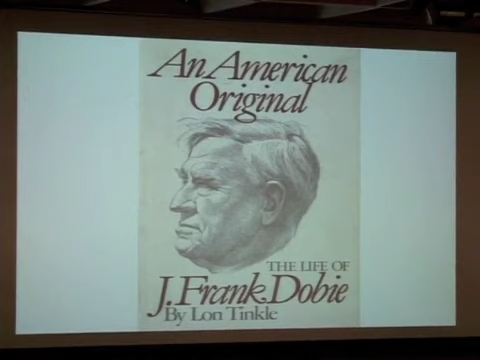 An American
Original
THE LIFE OF
J. Frank Dobie
By Lon Tinkle